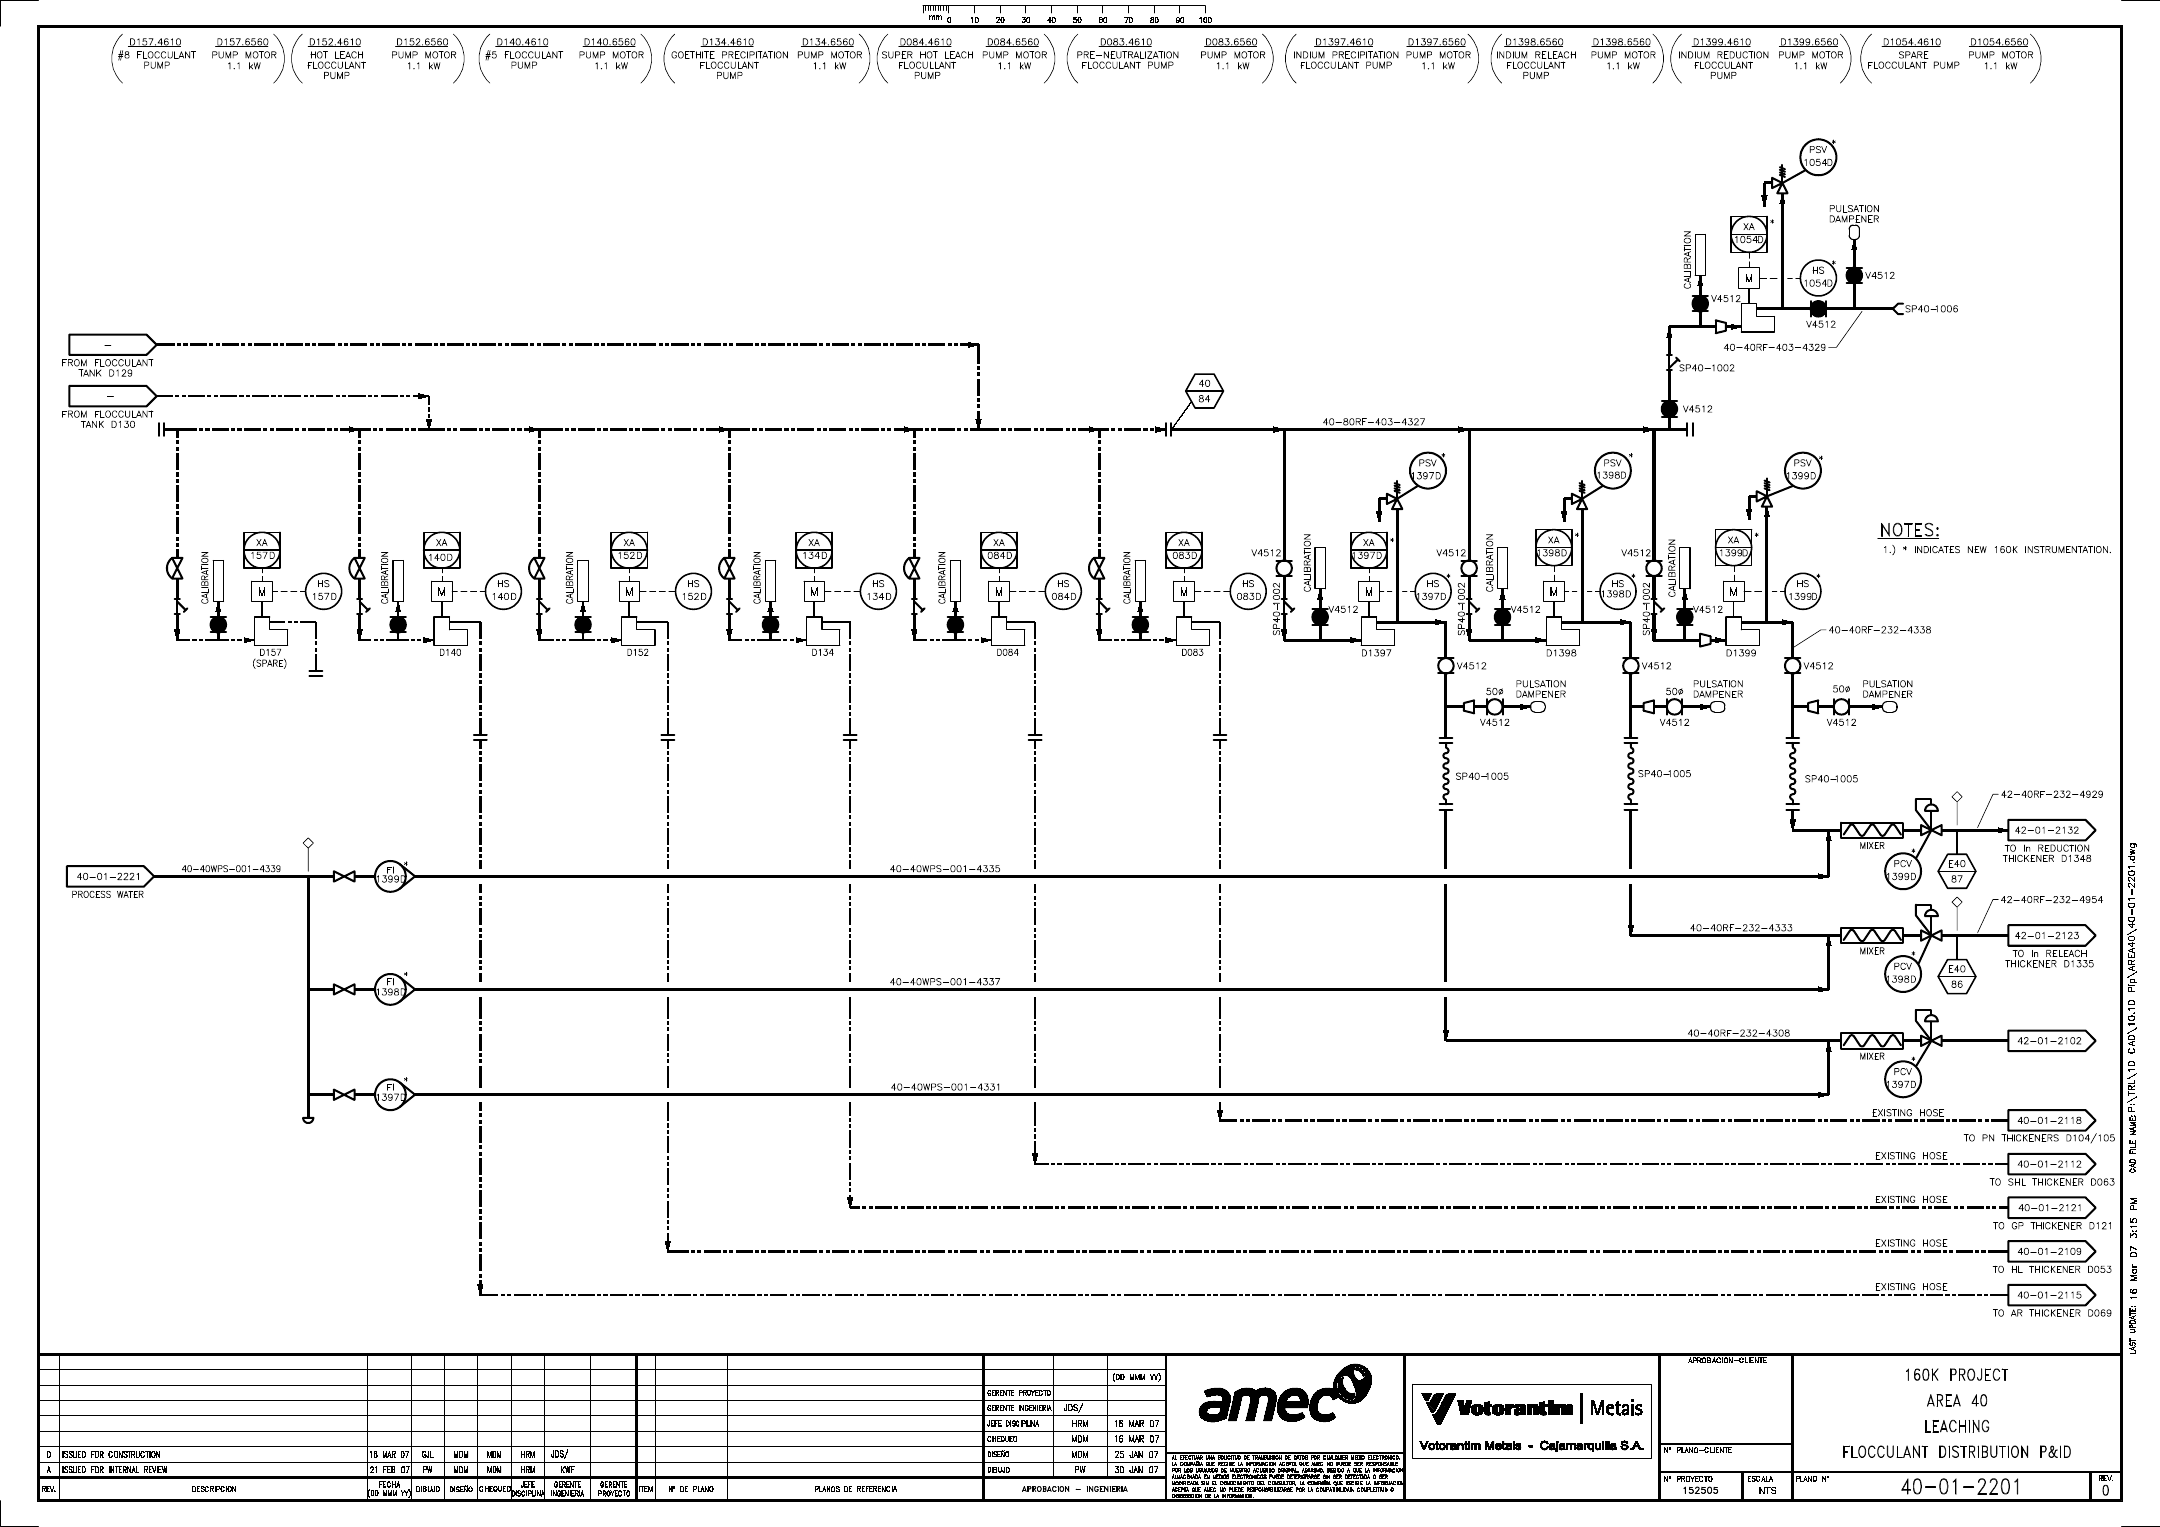 mm 0 10 20 30 40 50 60 70 80 90 100
D157.4610 D157.6560
#8 FLOCCULANT PUMP MOTOR
PUMP 1.1 kW
D152.4610 D152.6560
HOT LEACH PUMP MOTOR
FLOCCULANT 1.1 kW
PUMP
D140.4610 D140.6560
#5 FLOCCULANT PUMP MOTOR
PUMP 1.1 kW
D134.4610 D134.6560
GOETHITE PRECIPITATION PUMP MOTOR
FLOCCULANT 1.1 kW
PUMP
D084.4610 D084.6560
SUPER HOT LEACH PUMP MOTOR
FLOCULLANT 1.1 kW
PUMP
D083.4610 D083.6560
PRE-NEUTRALIZATION PUMP MOTOR
FLOCCULANT PUMP 1.1 kW
D1397.4610 D1397.6560
INDIUM PRECIPITATION PUMP MOTOR
FLOCCULANT PUMP 1.1 kW
D1398.6560 D1398.6560
INDIUM RELEACH PUMP MOTOR
FLOCCULANT 1.1 kW
PUMP
D1399.4610 D1399.6560
INDIUM REDUCTION PUMP MOTOR
FLOCCULANT 1.1 kW
PUMP
D1054.4610 D1054.6560
SPARE PUMP MOTOR
FLOCCULANT PUMP 1.1 kW
PSV *
1054D
PULSATION
DAMPENER
XA *
1054D
CALIBRATION
M
HS *
1054D
V4512
V4512
V4512
SP40-1006
40-40RF-403-4329
SP40-1002
V4512
-
FROM FLOCCULANT
TANK D129
-
FROM FLOCCULANT
TANK D130
40
84
40-80RF-403-4327
PSV *
1397D
PSV *
1398D
PSV *
1399D
NOTES:
1.) * INDICATES NEW 160K INSTRUMENTATION.
CALIBRATION
XA
157D
M
HS
157D
D157
(SPARE)
CALIBRATION
XA
140D
M
HS
140D
D140
CALIBRATION
XA
152D
M
HS
152D
D152
CALIBRATION
XA
134D
M
HS
134D
D134
CALIBRATION
XA
084D
M
HS
084D
D084
CALIBRATION
XA
083D
M
HS
083D
D083
V4512
SP40-1002
CALIBRATION
V4512
XA *
1397D
M
HS *
1397D
D1397
V4512
SP40-1002
CALIBRATION
V4512
XA *
1398D
M
HS *
1398D
D1398
V4512
SP40-1002
CALIBRATION
V4512
XA *
1399D
M
HS *
1399D
D1399
40-40RF-232-4338
V4512
50ø
V4512
PULSATION
DAMPENER
SP40-1005
V4512
50ø
V4512
PULSATION
DAMPENER
SP40-1005
V4512
50ø
V4512
PULSATION
DAMPENER
SP40-1005
42-40RF-232-4929
MIXER
PCV *
1399D
E40
87
42-01-2132
TO In REDUCTION
THICKENER D1348
40-01-2221
PROCESS WATER
40-40WPS-001-4339
FI *
1399D
40-40WPS-001-4335
42-40RF-232-4954
40-40RF-232-4333
MIXER
PCV *
1398D
E40
86
42-01-2123
TO In RELEACH
THICKENER D1335
FI *
1398D
40-40WPS-001-4337
40-40RF-232-4308
MIXER
PCV *
1397D
42-01-2102
FI *
1397D
40-40WPS-001-4331
EXISTING HOSE
40-01-2118
TO PN THICKENERS D104/105
EXISTING HOSE
40-01-2112
TO SHL THICKENER D063
EXISTING HOSE
40-01-2121
TO GP THICKENER D121
EXISTING HOSE
40-01-2109
TO HL THICKENER D053
EXISTING HOSE
40-01-2115
TO AR THICKENER D069
LAST UPDATE: 16 Mar 07 3:15 PM CAD FILE NAME: P:\TRL\10 CAD\10.10 Pfp\AREA40\40-01-2201.dwg
0 ISSUED FOR CONSTRUCTION 16 MAR 07 GJL MDM MDM HRM JDS/
A ISSUED FOR INTERNAL REVIEW 21 FEB 07 PW MDM MDM HRM KWF
REV. DESCRIPCION FECHA (DD MMM YY) DIBUJO DISEÑO CHEQUEO JEFE DISCIPLINA GERENTE INGENIERIA GERENTE PROYECTO
ITEM Nº DE PLANO PLANOS DE REFERENCIA
(DD MMM YY)
GERENTE PROYECTO
GERENTE INGENIERIA JDS/
JEFE DISCIPLINA HRM 16 MAR 07
CHEQUEO MDM 16 MAR 07
DISEÑO MDM 25 JAN 07
DIBUJO PW 30 JAN 07
APROBACION - INGENIERIA
amec
Votorantim | Metais
Votorantim Metais - Cajamarquilla S.A.
APROBACION-CLIENTE
Nº PLANO-CLIENTE
Nº PROYECTO
152505
ESCALA
NTS
160K PROJECT
AREA 40
LEACHING
FLOCCULANT DISTRIBUTION P&ID
PLANO Nº
40-01-2201
REV.
0